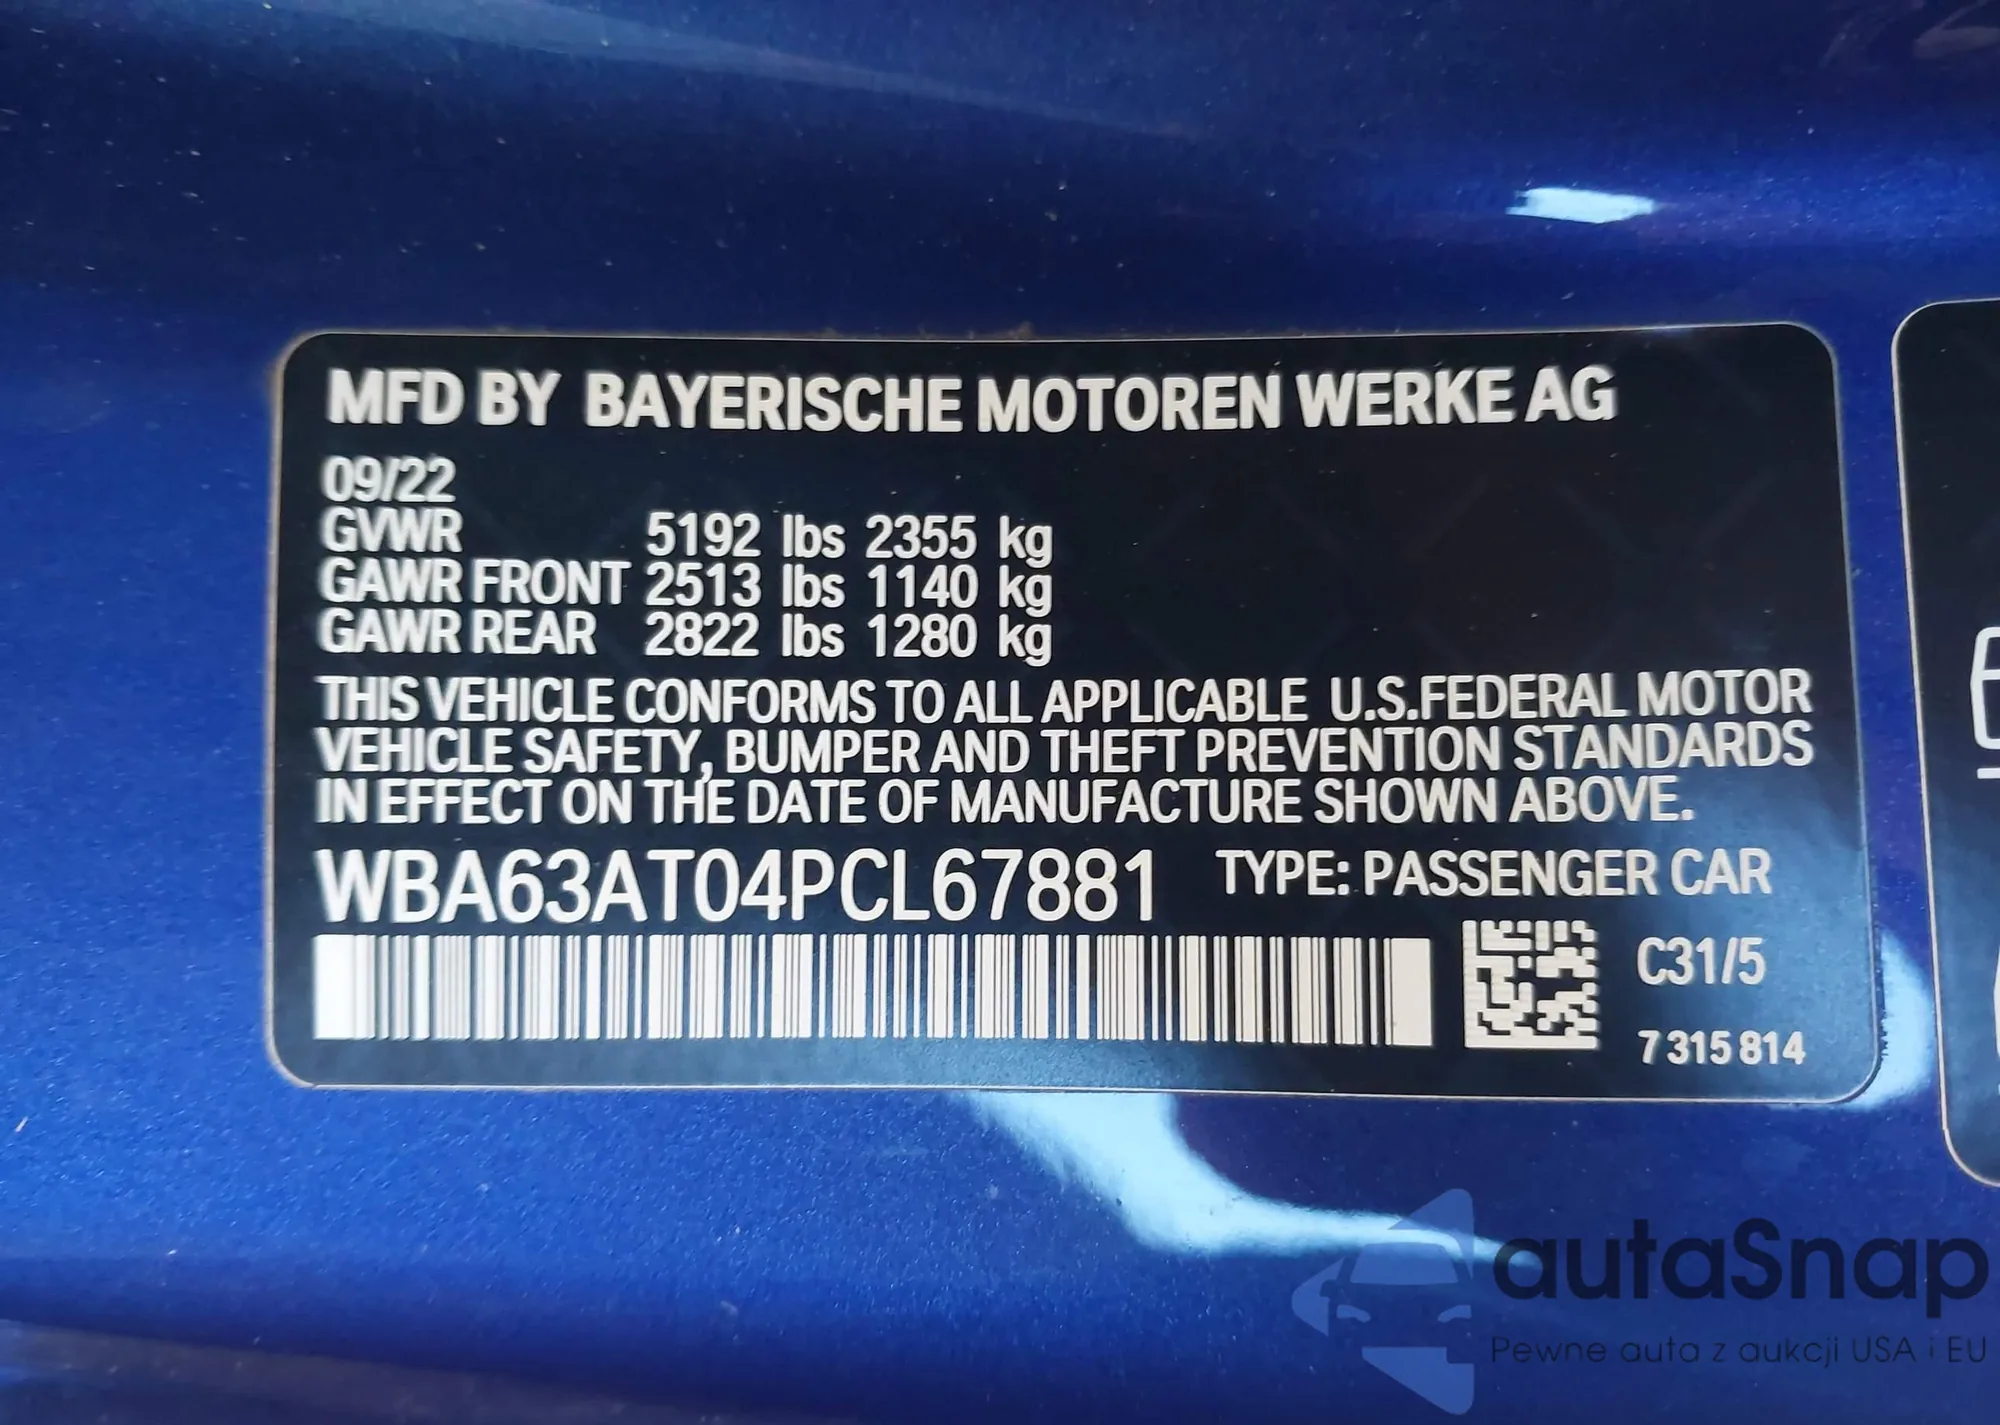 MFD BY BAYERISCHE MOTOREN WERKE AG
09/22
GVWR 5192 lbs 2355 kg
GAWR FRONT 2513 lbs 1140 kg
GAWR REAR 2822 lbs 1280 kg
THIS VEHICLE CONFORMS TO ALL APPLICABLE U.S.FEDERAL MOTOR
VEHICLE SAFETY, BUMPER AND THEFT PREVENTION STANDARDS
IN EFFECT ON THE DATE OF MANUFACTURE SHOWN ABOVE.
WBA63AT04PCL67881 TYPE: PASSENGER CAR
C31/5
7 315 814
autaSnap
Pewne auta z aukcji USA i EU